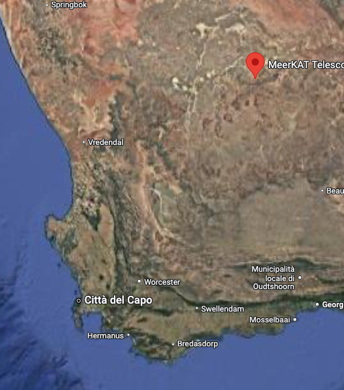 Springbok
MeerKAT Telesco
Vredendal
Beau
Municipalità
locale di
Oudtshoorn
Worcester
Città del Capo
Swellendam
Georg
Mosselbaai
Hermanus
Bredasdorp